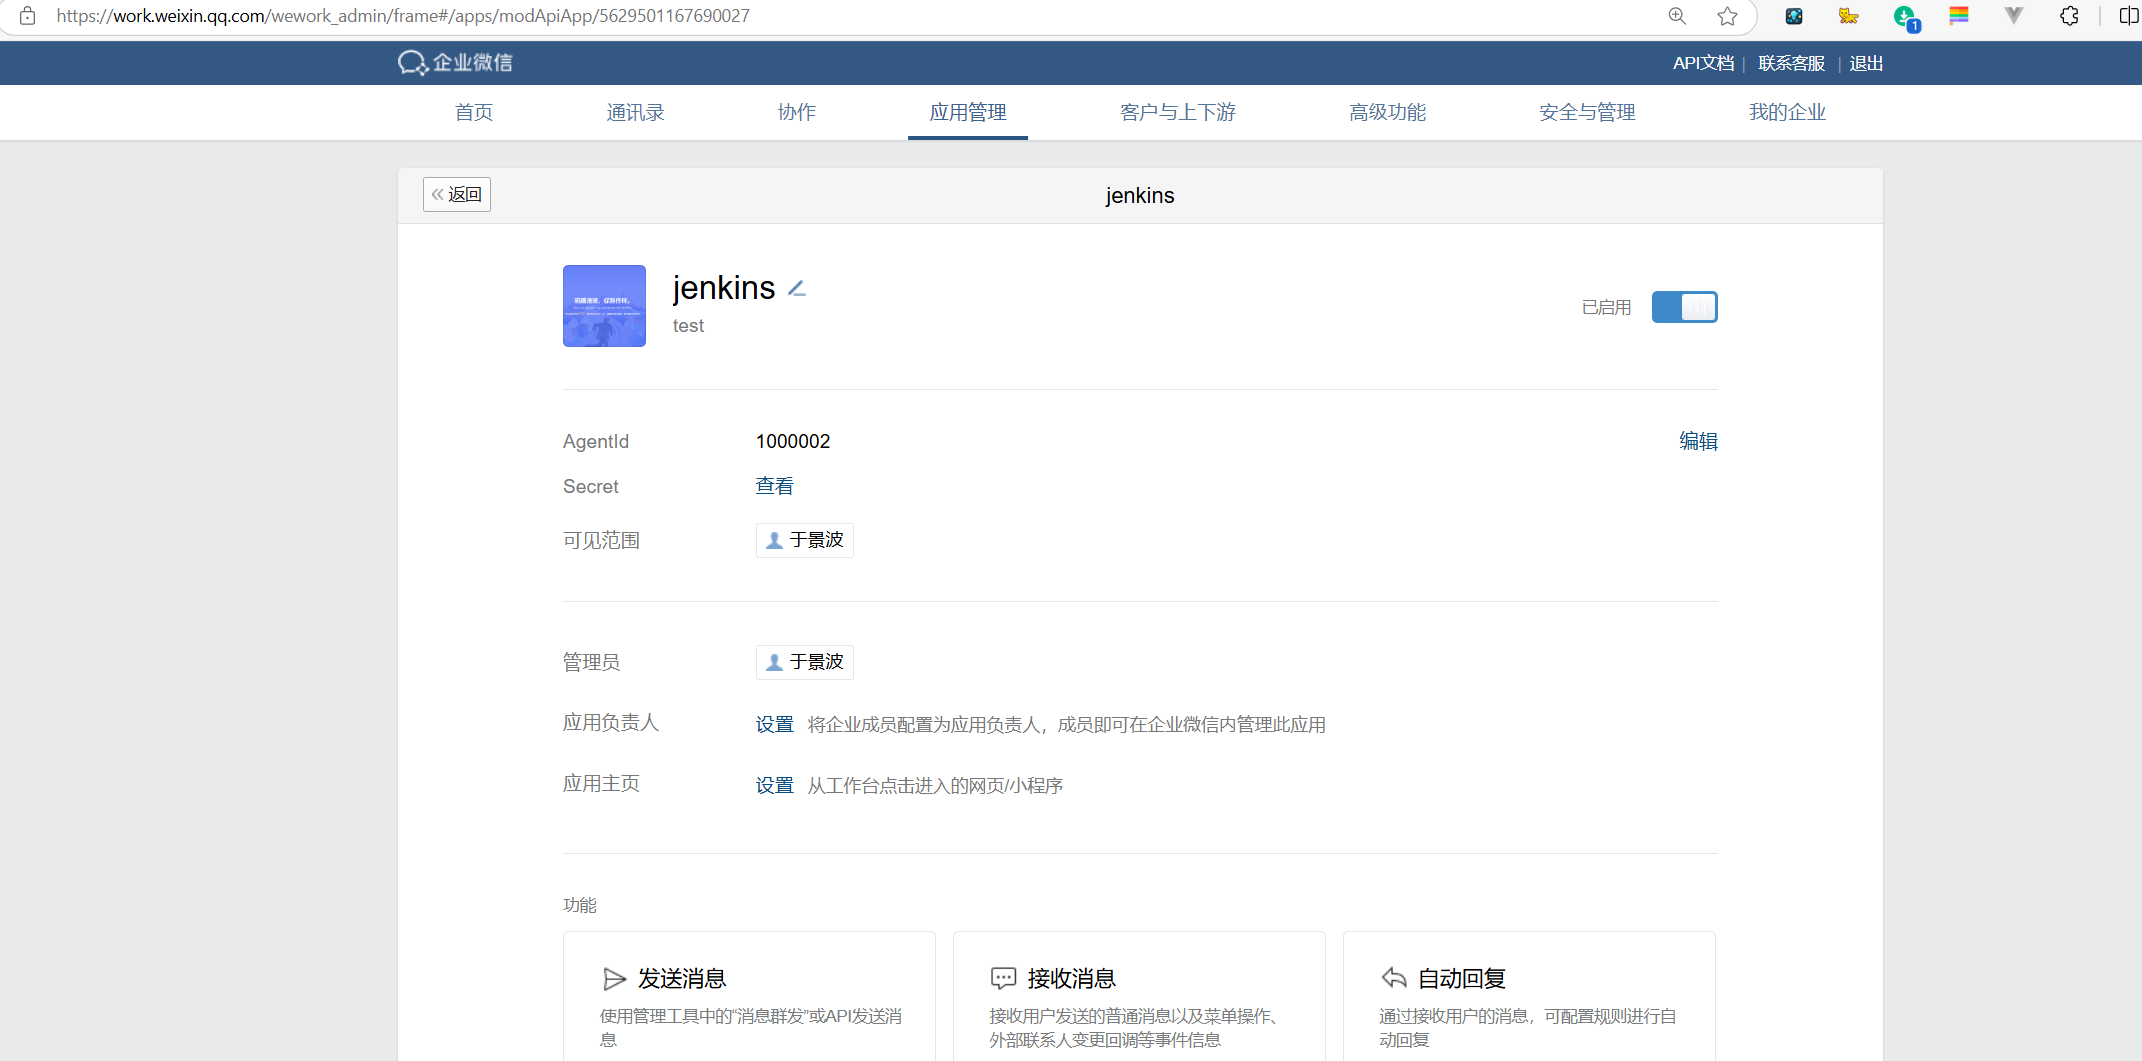 https://work.weixin.qq.com/wework_admin/frame#/apps/modApiApp/5629501167690027
1
企业微信
API文档 | 联系客服 | 退出
首页 通讯录 协作 应用管理 客户与上下游 高级功能 安全与管理 我的企业
« 返回
jenkins
jenkins
test
已启用
AgentId 1000002 编辑
Secret 查看
可见范围 于景波
管理员 于景波
应用负责人 设置 将企业成员配置为应用负责人，成员即可在企业微信内管理此应用
应用主页 设置 从工作台点击进入的网页/小程序
功能
发送消息
使用管理工具中的“消息群发”或API发送消
息
接收消息
接收用户发送的普通消息以及菜单操作、
外部联系人变更回调等事件信息
自动回复
通过接收用户的消息，可配置规则进行自
动回复